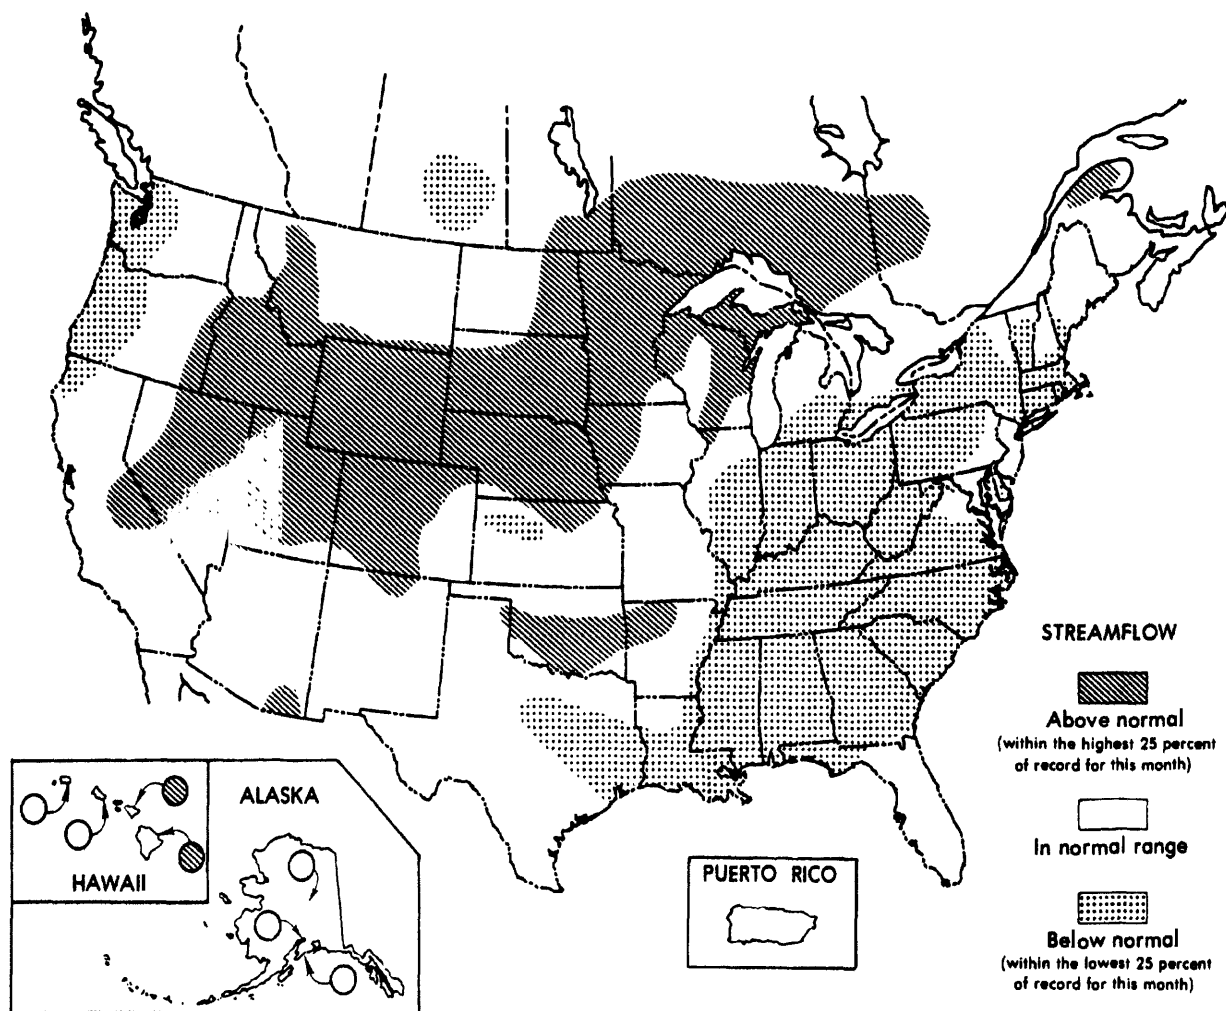 STREAMFLOW
Above normal
(within the highest 25 percent
of record for this month)
In normal range
Below normal
(within the lowest 25 percent
of record for this month)
ALASKA
HAWAII
PUERTO RICO